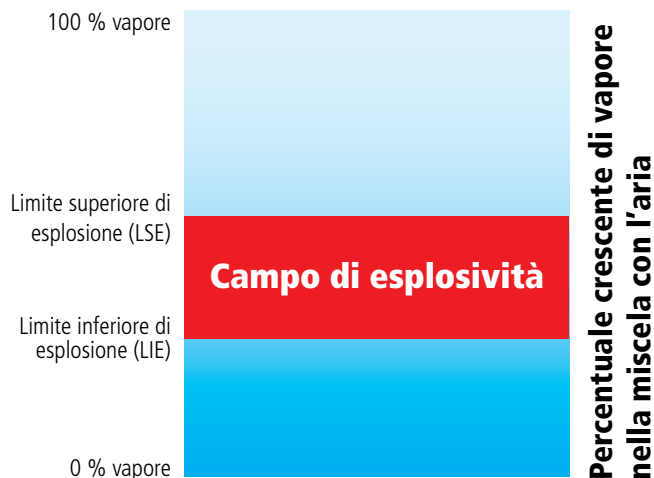 100 % vapore
Limite superiore di
esplosione (LSE)
Campo di esplosività
Limite inferiore di
esplosione (LIE)
0 % vapore
Percentuale crescente di vapore
nella miscela con l’aria